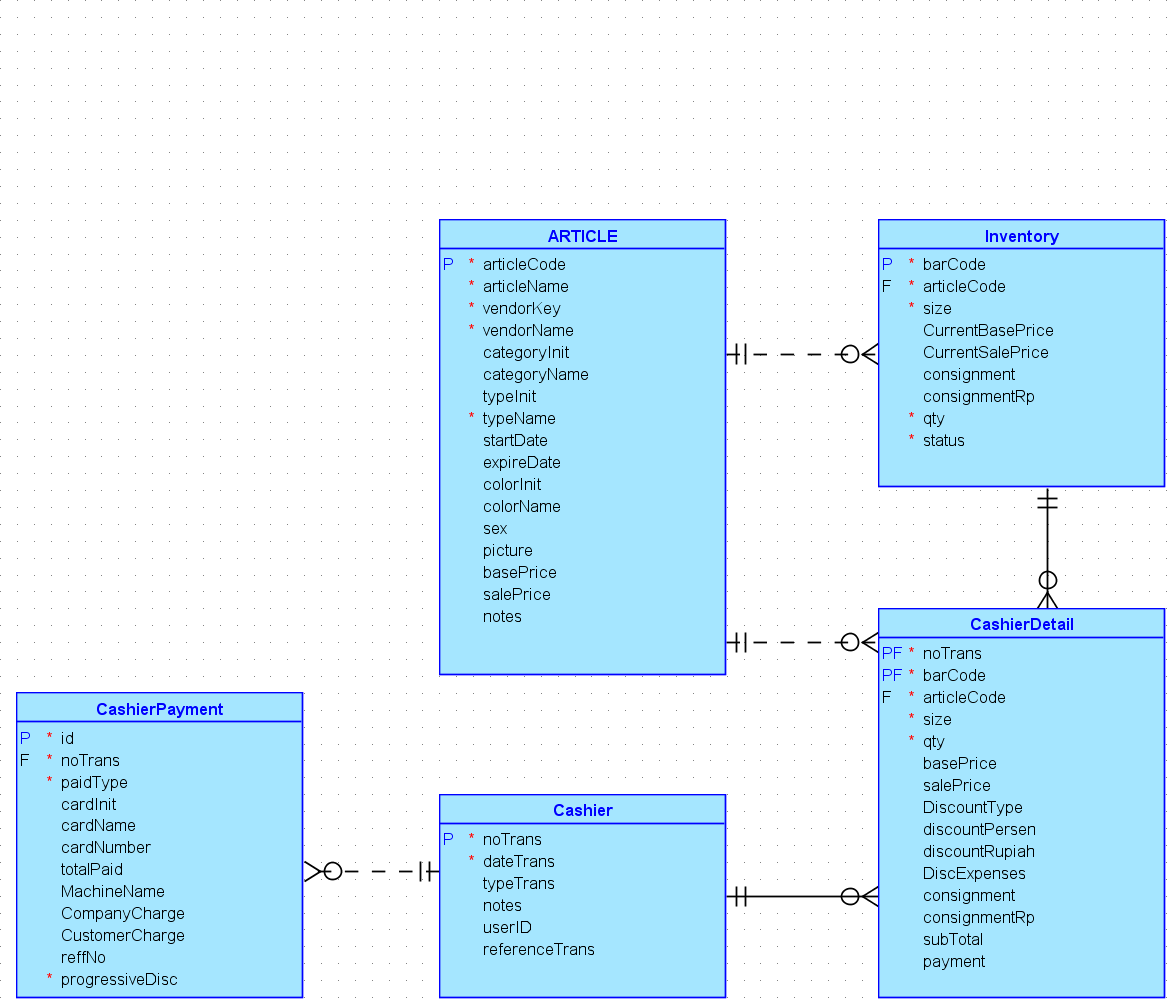 ARTICLE
P * articleCode
* articleName
* vendorKey
* vendorName
categoryInit
categoryName
typeInit
* typeName
startDate
expireDate
colorInit
colorName
sex
picture
basePrice
salePrice
notes
Inventory
P * barCode
F * articleCode
* size
CurrentBasePrice
CurrentSalePrice
consignment
consignmentRp
* qty
* status
CashierDetail
PF * noTrans
PF * barCode
F * articleCode
* size
* qty
basePrice
salePrice
DiscountType
discountPersen
discountRupiah
DiscExpenses
consignment
consignmentRp
subTotal
payment
CashierPayment
P * id
F * noTrans
* paidType
cardInit
cardName
cardNumber
totalPaid
MachineName
CompanyCharge
CustomerCharge
reffNo
* progressiveDisc
Cashier
P * noTrans
* dateTrans
typeTrans
notes
userID
referenceTrans